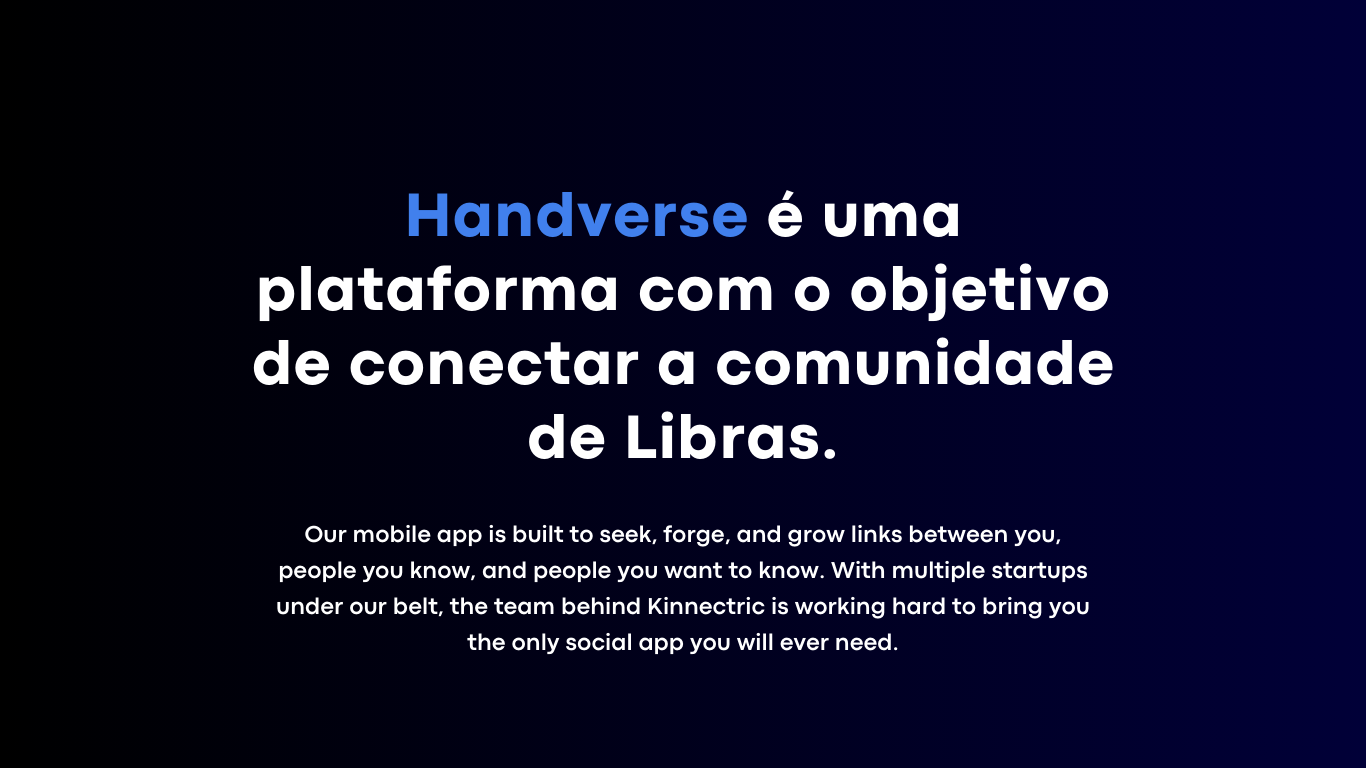 Handverse é uma
plataforma com o objetivo
de conectar a comunidade
de Libras.
Our mobile app is built to seek, forge, and grow links between you,
people you know, and people you want to know. With multiple startups
under our belt, the team behind Kinnectric is working hard to bring you
the only social app you will ever need.